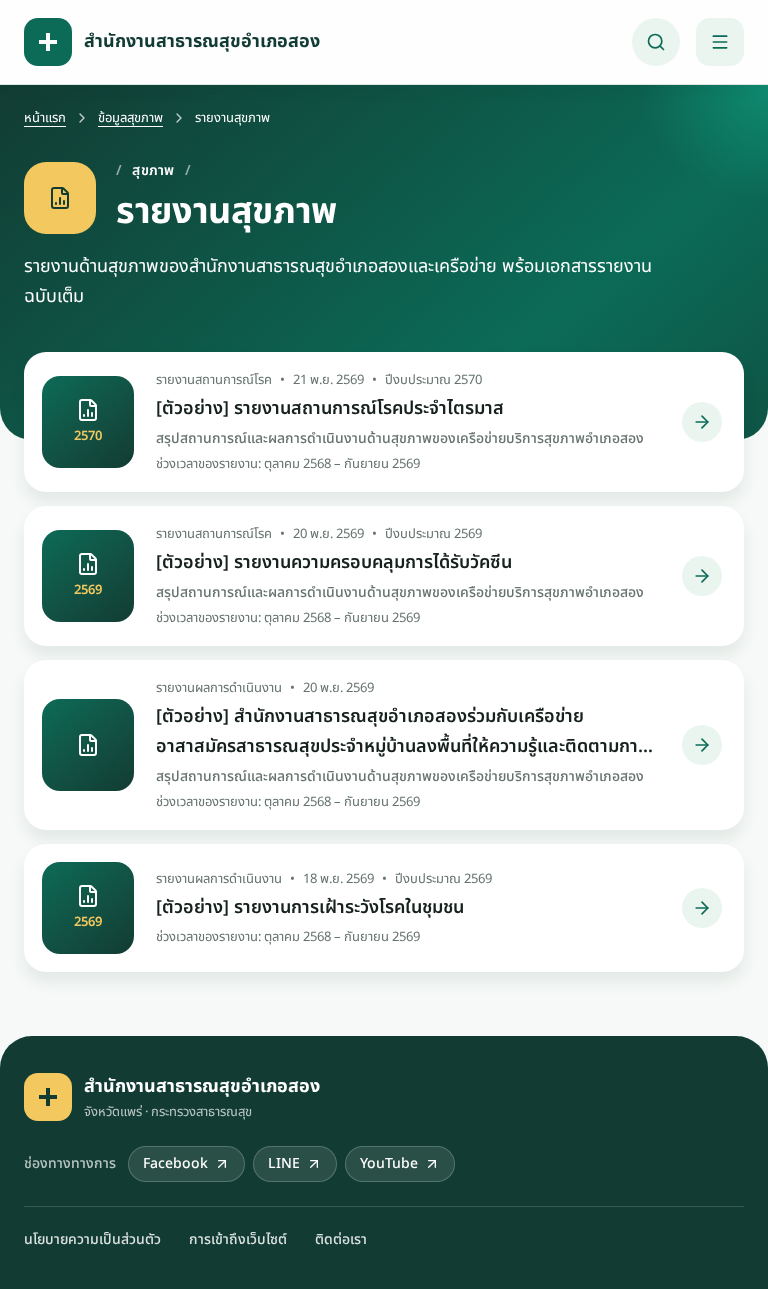 สำนักงานสาธารณสุขอำเภอสอง
หน้าแรก > ข้อมูลสุขภาพ > รายงานสุขภาพ
/ สุขภาพ /
รายงานสุขภาพ
รายงานด้านสุขภาพของสำนักงานสาธารณสุขอำเภอสองและเครือข่าย พร้อมเอกสารรายงาน
ฉบับเต็ม
รายงานสถานการณ์โรค • 21 พ.ย. 2569 • ปีงบประมาณ 2570
[ตัวอย่าง] รายงานสถานการณ์โรคประจำไตรมาส
2570
สรุปสถานการณ์และผลการดำเนินงานด้านสุขภาพของเครือข่ายบริการสุขภาพอำเภอสอง
ช่วงเวลาของรายงาน: ตุลาคม 2568 – กันยายน 2569
รายงานสถานการณ์โรค • 20 พ.ย. 2569 • ปีงบประมาณ 2569
[ตัวอย่าง] รายงานความครอบคลุมการได้รับวัคซีน
2569
สรุปสถานการณ์และผลการดำเนินงานด้านสุขภาพของเครือข่ายบริการสุขภาพอำเภอสอง
ช่วงเวลาของรายงาน: ตุลาคม 2568 – กันยายน 2569
รายงานผลการดำเนินงาน • 20 พ.ย. 2569
[ตัวอย่าง] สำนักงานสาธารณสุขอำเภอสองร่วมกับเครือข่าย
อาสาสมัครสาธารณสุขประจำหมู่บ้านลงพื้นที่ให้ความรู้และติดตามกา...
สรุปสถานการณ์และผลการดำเนินงานด้านสุขภาพของเครือข่ายบริการสุขภาพอำเภอสอง
ช่วงเวลาของรายงาน: ตุลาคม 2568 – กันยายน 2569
รายงานผลการดำเนินงาน • 18 พ.ย. 2569 • ปีงบประมาณ 2569
[ตัวอย่าง] รายงานการเฝ้าระวังโรคในชุมชน
2569
ช่วงเวลาของรายงาน: ตุลาคม 2568 – กันยายน 2569
สำนักงานสาธารณสุขอำเภอสอง
จังหวัดแพร่ · กระทรวงสาธารณสุข
ช่องทางทางการ Facebook LINE YouTube
นโยบายความเป็นส่วนตัว การเข้าถึงเว็บไซต์ ติดต่อเรา